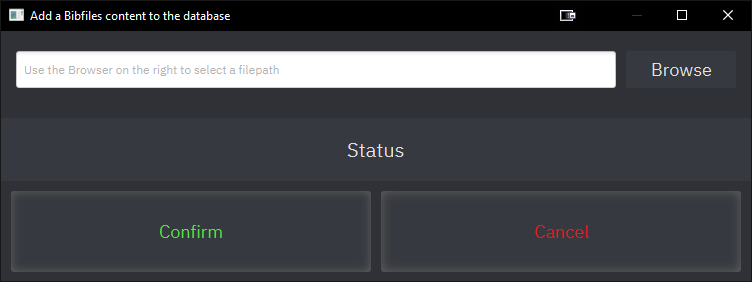 Add a Bibfiles content to the database
Use the Browser on the right to select a filepath
Browse
Status
Confirm
Cancel